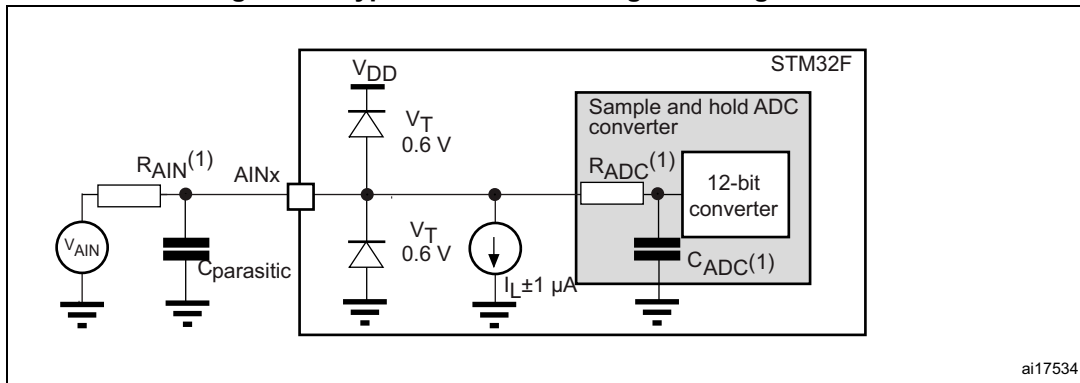 STM32F
VDD
Sample and hold ADC
converter
VT
0.6 V
RAIN(1)
AINx
RADC(1)
12-bit
converter
VAIN
Cparasitic
VT
0.6 V
IL±1 µA
CADC(1)
ai17534